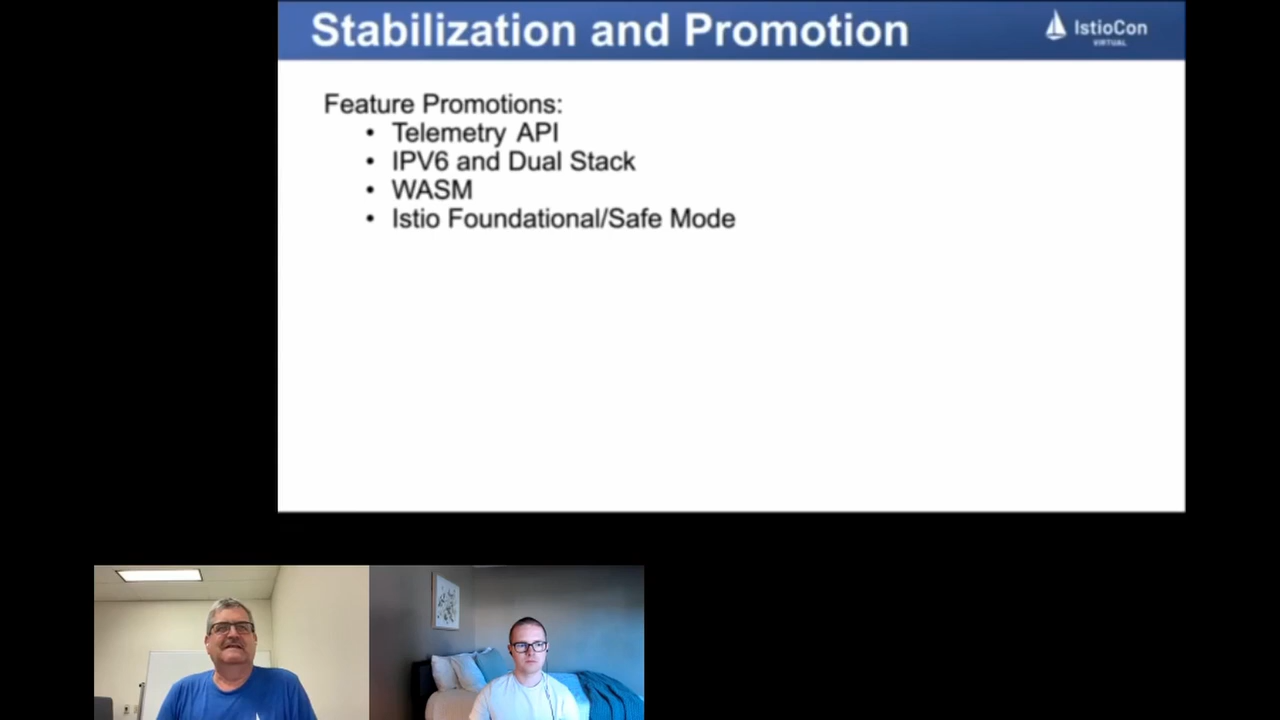 Stabilization and Promotion
IstioCon
VIRTUAL
Feature Promotions:
• Telemetry API
• IPV6 and Dual Stack
• WASM
• Istio Foundational/Safe Mode